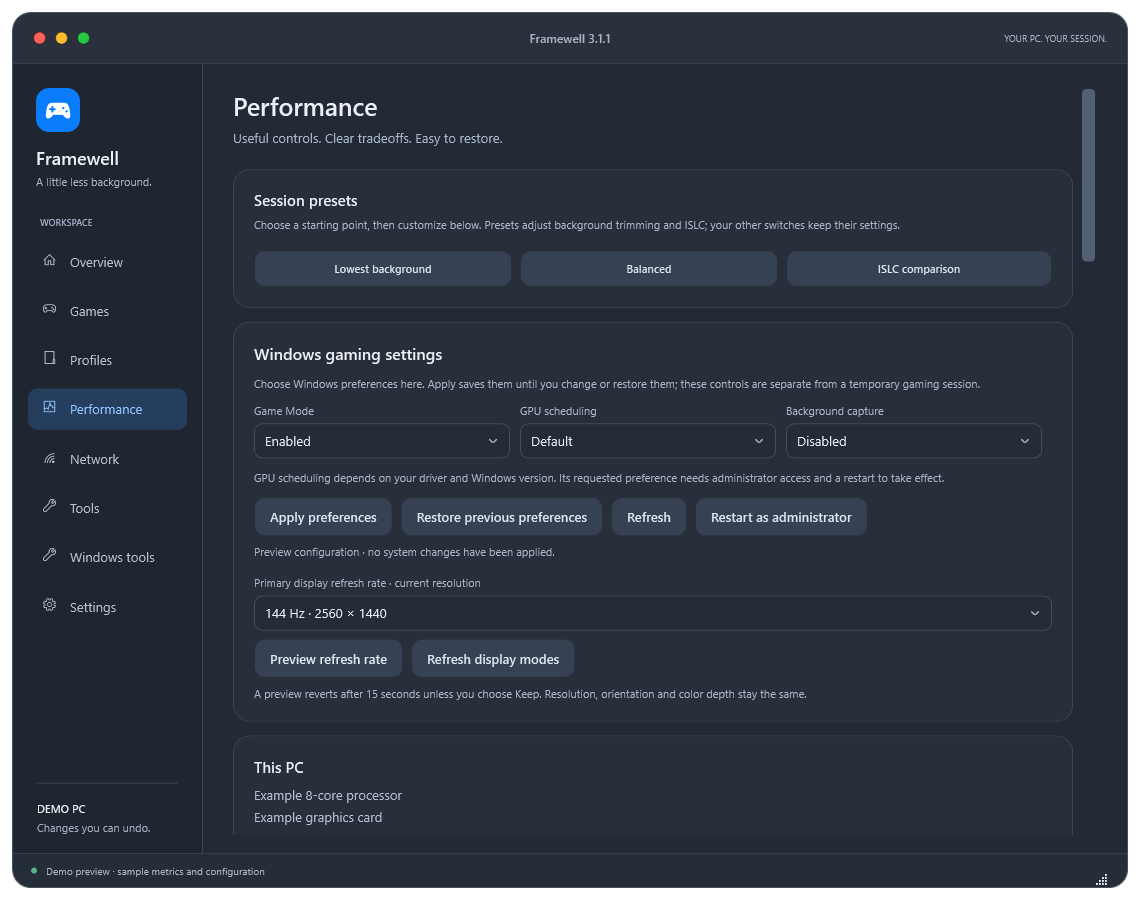 Framewell 3.1.1
YOUR PC. YOUR SESSION.
Framewell
A little less background.
WORKSPACE
Overview
Games
Profiles
Performance
Network
Tools
Windows tools
Settings
DEMO PC
Changes you can undo.
Performance
Useful controls. Clear tradeoffs. Easy to restore.
Session presets
Choose a starting point, then customize below. Presets adjust background trimming and ISLC; your other switches keep their settings.
Lowest background
Balanced
ISLC comparison
Windows gaming settings
Choose Windows preferences here. Apply saves them until you change or restore them; these controls are separate from a temporary gaming session.
Game Mode
GPU scheduling
Background capture
Enabled
Default
Disabled
GPU scheduling depends on your driver and Windows version. Its requested preference needs administrator access and a restart to take effect.
Apply preferences
Restore previous preferences
Refresh
Restart as administrator
Preview configuration · no system changes have been applied.
Primary display refresh rate · current resolution
144 Hz · 2560 × 1440
Preview refresh rate
Refresh display modes
A preview reverts after 15 seconds unless you choose Keep. Resolution, orientation and color depth stay the same.
This PC
Example 8-core processor
Example graphics card
Demo preview · sample metrics and configuration